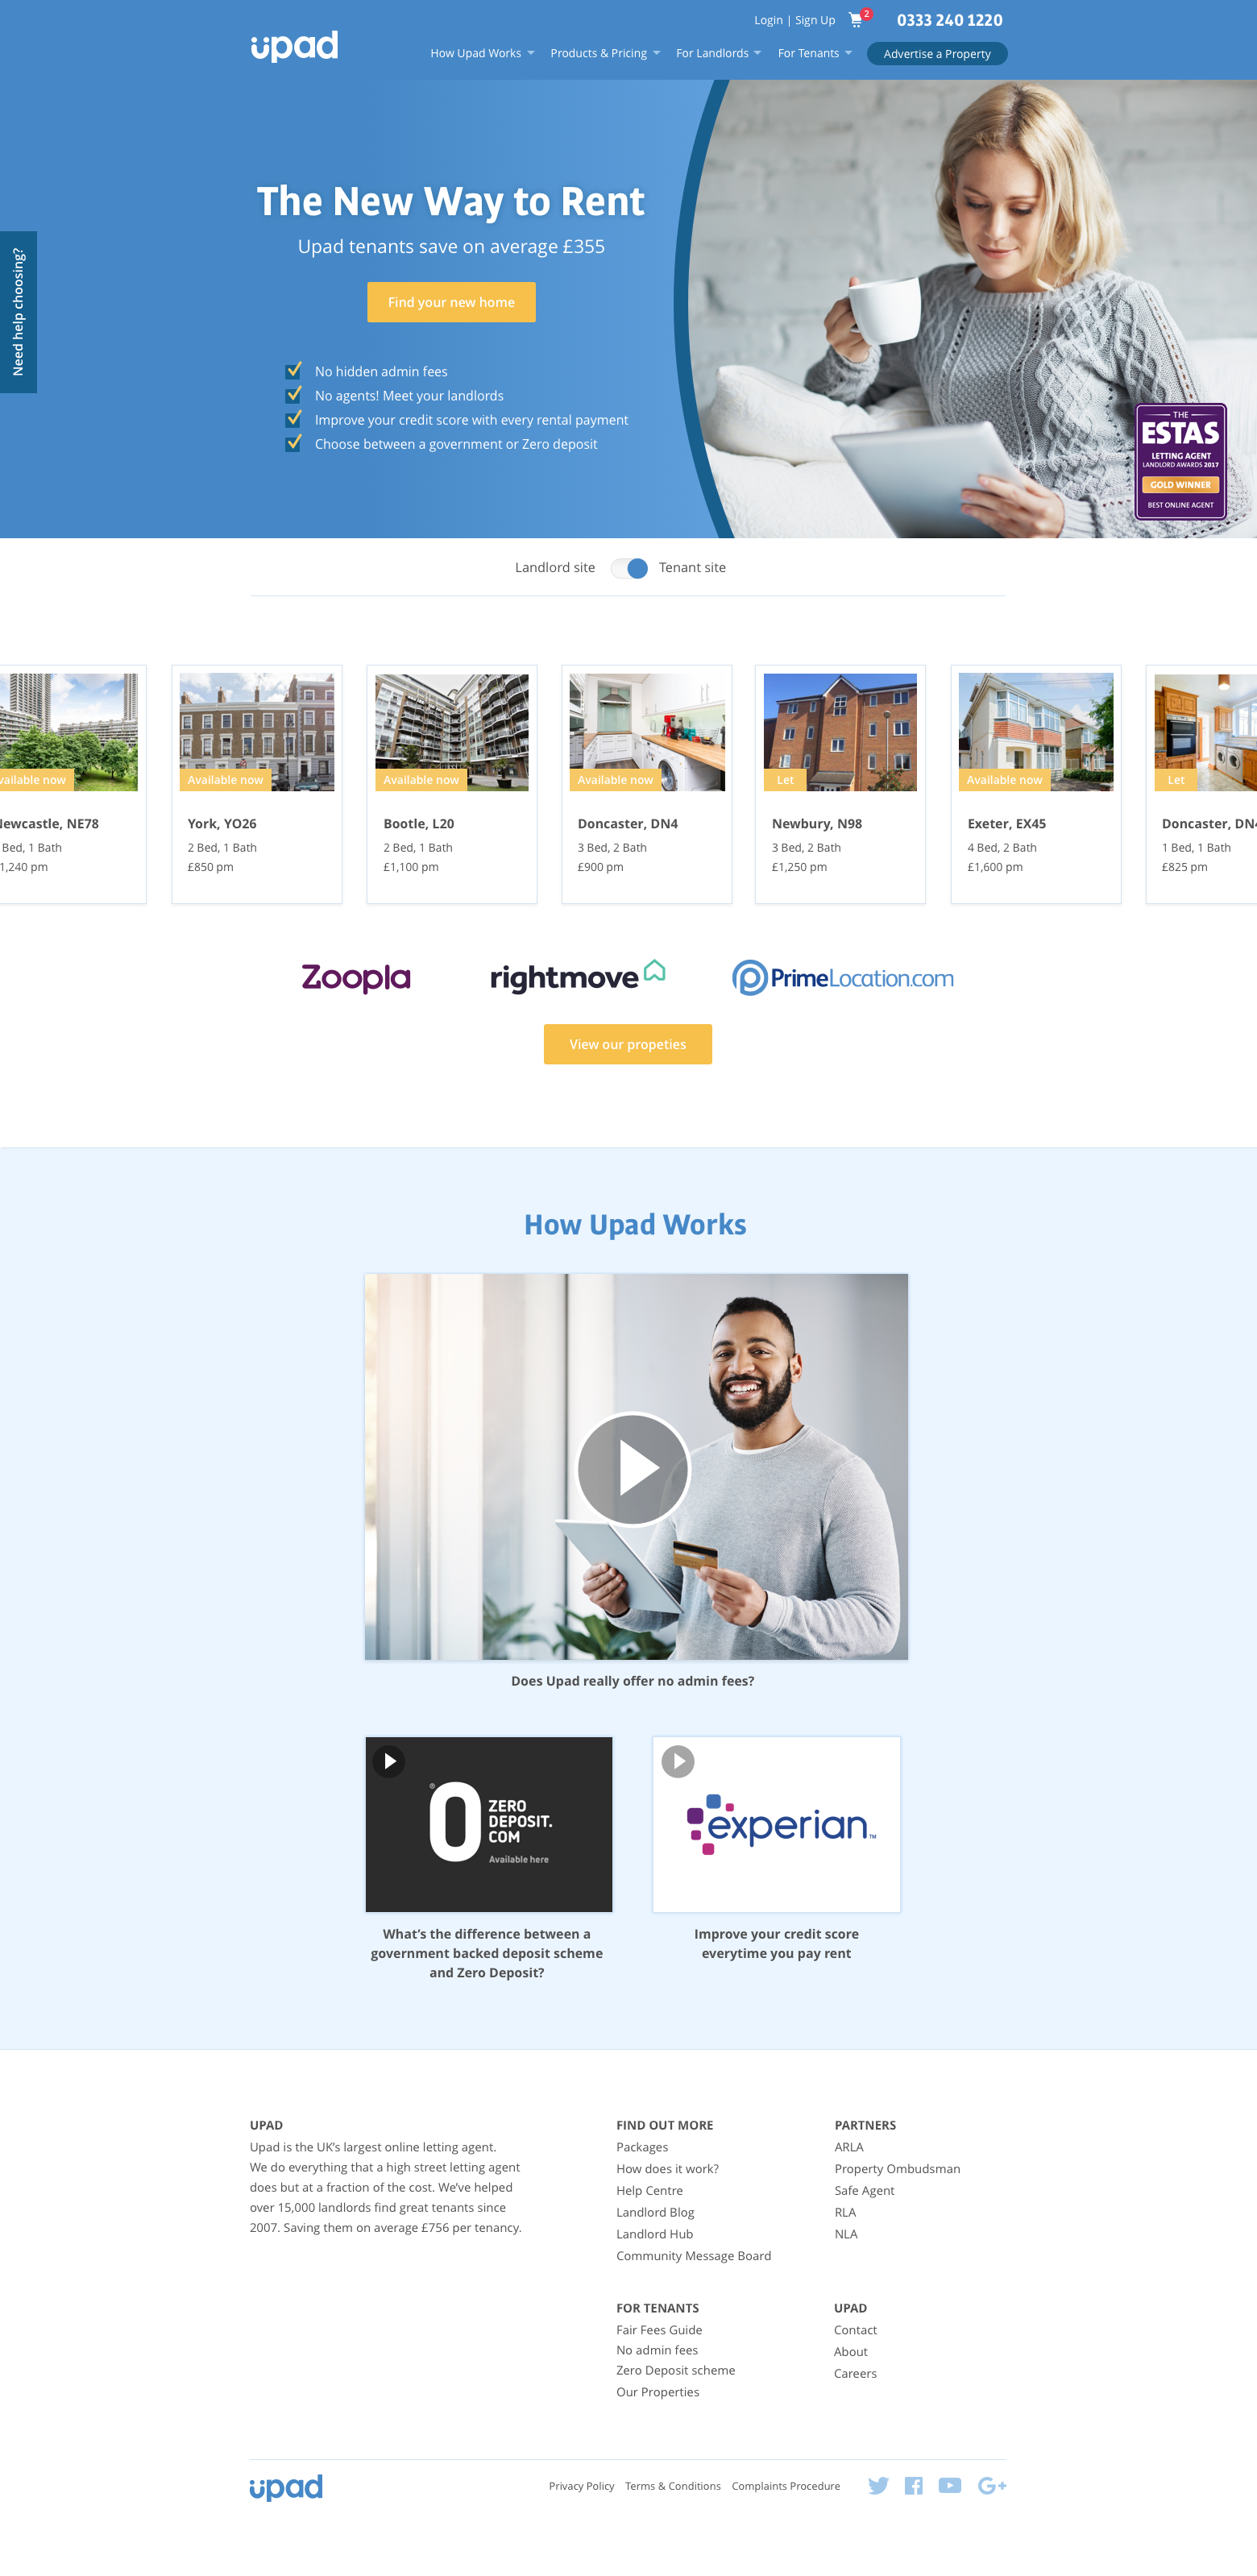 Login | Sign Up
2
0333 240 1220
upad
How Upad Works
Products & Pricing
For Landlords
For Tenants
Advertise a Property
The New Way to Rent
Upad tenants save on average £355
Find your new home
Need help choosing?
No hidden admin fees
No agents! Meet your landlords
Improve your credit score with every rental payment
Choose between a government or Zero deposit
THE
ESTAS
LETTING AGENT
LANDLORD AWARDS 2017
GOLD WINNER
BEST ONLINE AGENT
Landlord site
Tenant site
vailable now
Newcastle, NE78
Bed, 1 Bath
1,240 pm
Available now
York, YO26
2 Bed, 1 Bath
£850 pm
Available now
Bootle, L20
2 Bed, 1 Bath
£1,100 pm
Available now
Doncaster, DN4
3 Bed, 2 Bath
£900 pm
Let
Newbury, N98
3 Bed, 2 Bath
£1,250 pm
Available now
Exeter, EX45
4 Bed, 2 Bath
£1,600 pm
Let
Doncaster, DN4
1 Bed, 1 Bath
£825 pm
Zoopla
rightmove
PrimeLocation.com
View our propeties
How Upad Works
Does Upad really offer no admin fees?
® 0 ZERO
DEPOSIT.
COM
Available here
experian™
What's the difference between a
government backed deposit scheme
and Zero Deposit?
Improve your credit score
everytime you pay rent
UPAD
Upad is the UK's largest online letting agent.
We do everything that a high street letting agent
does but at a fraction of the cost. We've helped
over 15,000 landlords find great tenants since
2007. Saving them on average £756 per tenancy.
FIND OUT MORE
Packages
How does it work?
Help Centre
Landlord Blog
Landlord Hub
Community Message Board
PARTNERS
ARLA
Property Ombudsman
Safe Agent
RLA
NLA
FOR TENANTS
Fair Fees Guide
No admin fees
Zero Deposit scheme
Our Properties
UPAD
Contact
About
Careers
upad
Privacy Policy
Terms & Conditions
Complaints Procedure
G+